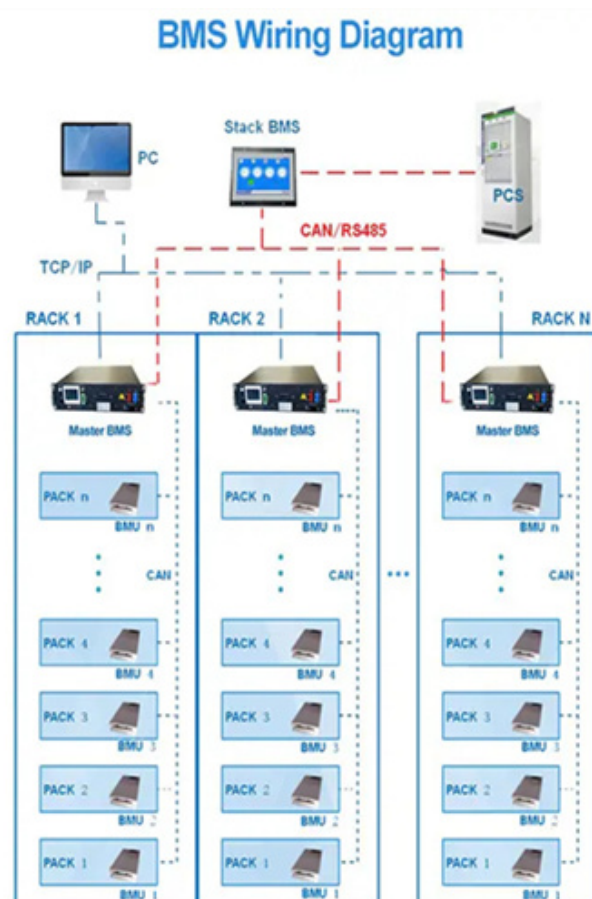 BMS Wiring Diagram
PC
Stack BMS
PCS
CAN/RS485
TCP/IP
RACK 1
RACK 2
RACK N
Master BMS
Master BMS
Master BMS
PACK n
BMU n
PACK n
BMU n
PACK n
BMU n
CAN
CAN
CAN
PACK 4
BMU 4
PACK 4
BMU 4
PACK 4
BMU 4
PACK 3
BMU 3
PACK 3
BMU 3
PACK 3
BMU 3
PACK 2
BMU 2
PACK 2
BMU 2
PACK 2
BMU 2
PACK 1
BMU 1
PACK 1
BMU 1
PACK 1
BMU 1